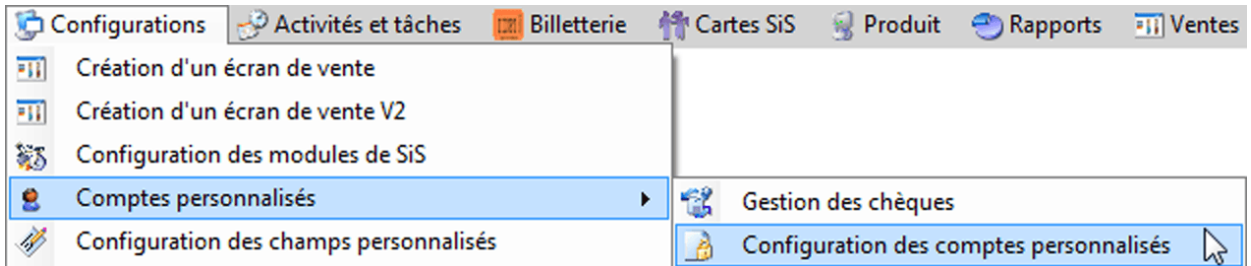 Configurations Activités et tâches Billetterie Cartes SiS Produit Rapports Ventes
Création d'un écran de vente
Création d'un écran de vente V2
Configuration des modules de SiS
Comptes personnalisés
Gestion des chèques
Configuration des champs personnalisés
Configuration des comptes personnalisés